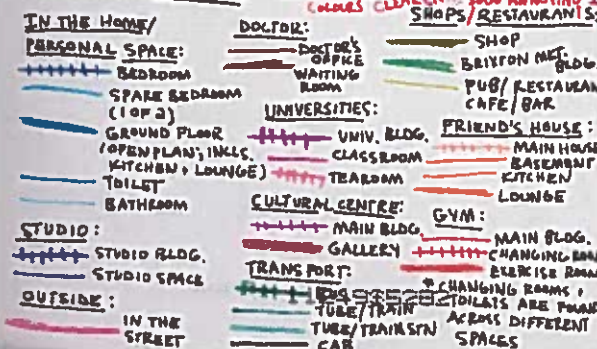 COLOURS
IN THE HOME/
PERSONAL SPACE:
BEDROOM
SPARE BEDROOM
(1 OF 2)
GROUND FLOOR
(OPEN PLAN; INCLS.
KITCHEN + LOUNGE)
TOILET
BATHROOM
STUDIO:
STUDIO BLDG.
STUDIO SPACE
OUTSIDE:
IN THE
STREET
DOCTOR:
DOCTOR'S
OFFICE
WAITING
ROOM
UNIVERSITIES:
UNIV. BLDG.
CLASSROOM
TEAROOM
CULTURAL CENTRE:
MAIN BLDG.
GALLERY
TRANSPORT:
TUBE/TRAIN
TUBE/TRAIN STN
CAR
SHOPS/RESTAURANTS
SHOP
BRIXTON MKT. BLDG.
PUB/RESTAURAN
CAFE/BAR
FRIEND'S HOUSE:
MAIN HOUSE
BASEMENT
KITCHEN
LOUNGE
GYM:
MAIN BLDG.
CHANGING ROOM
EXERCISE ROOM
* CHANGING ROOMS +
TOILETS ARE FOUND
ACROSS DIFFERENT
SPACES